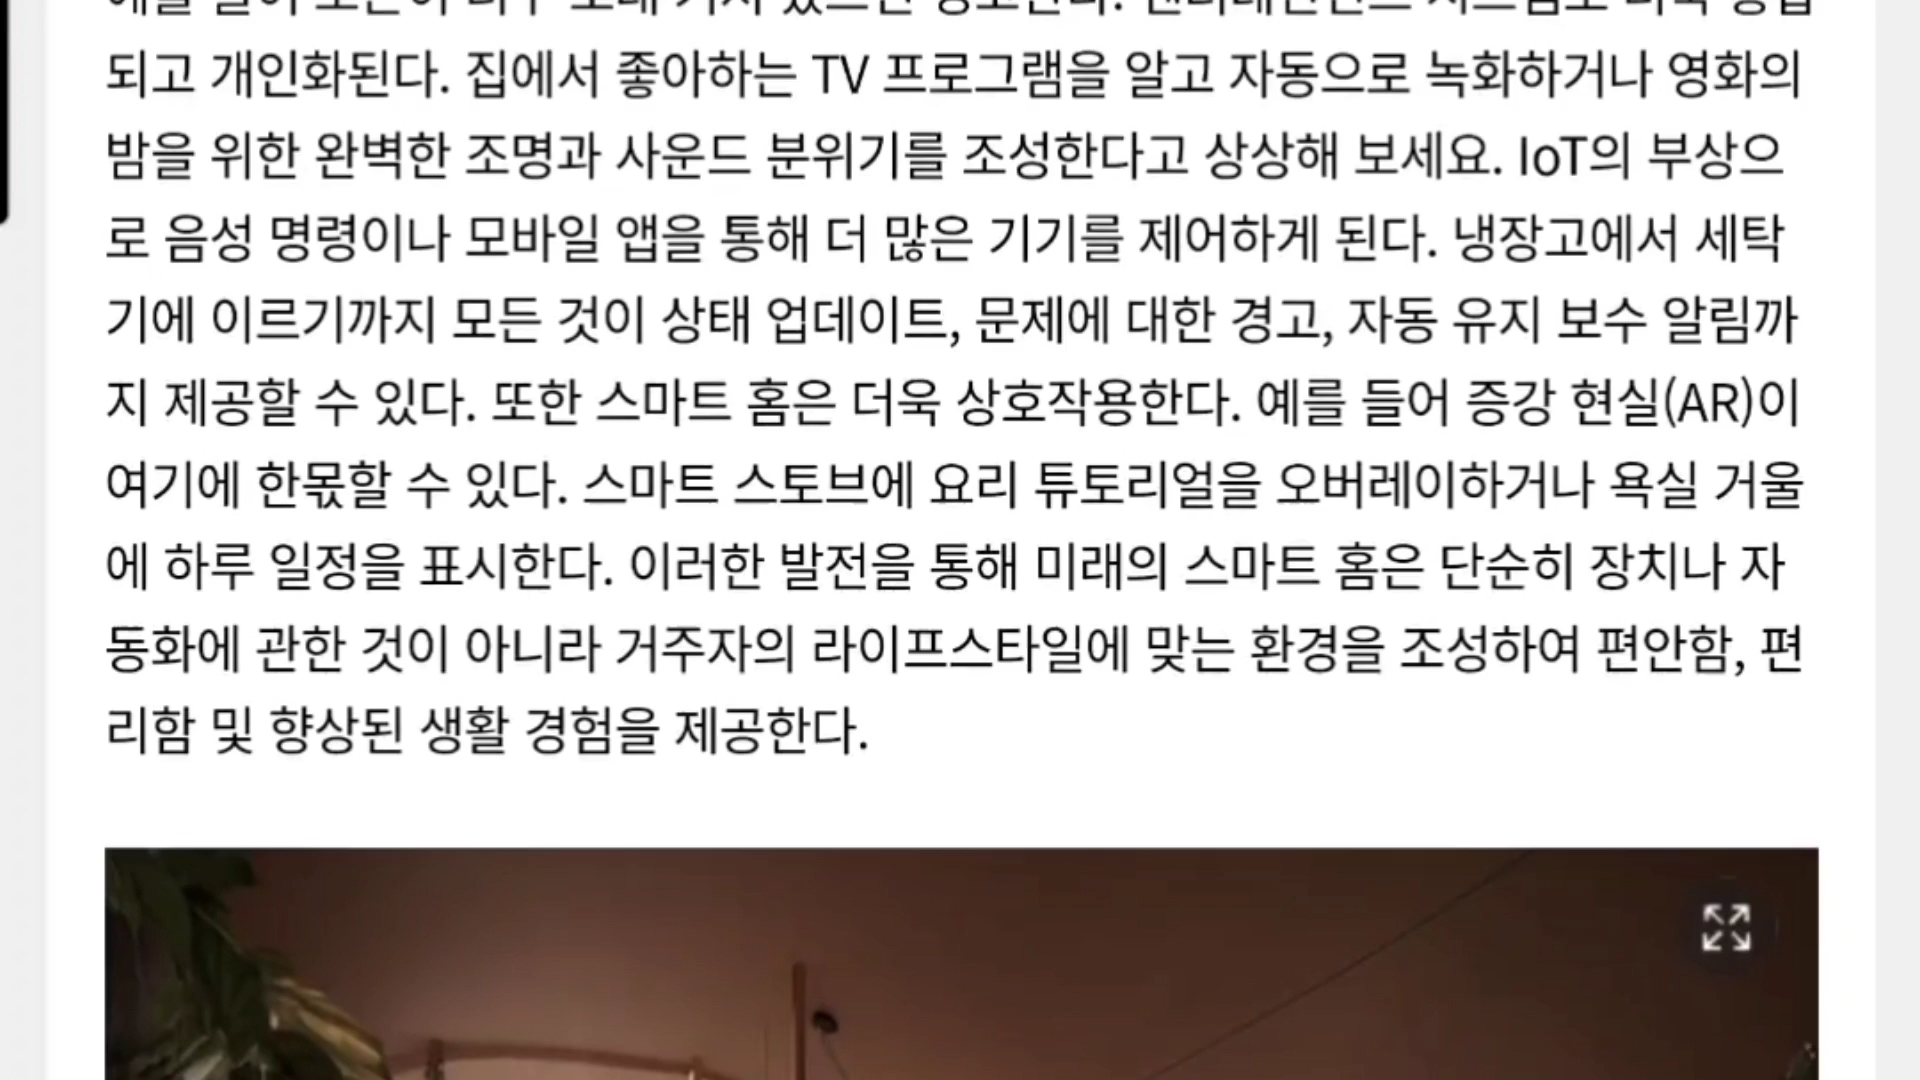 되고 개인화된다. 집에서 좋아하는 TV 프로그램을 알고 자동으로 녹화하거나 영화의
밤을 위한 완벽한 조명과 사운드 분위기를 조성한다고 상상해 보세요. IoT의 부상으
로 음성 명령이나 모바일 앱을 통해 더 많은 기기를 제어하게 된다. 냉장고에서 세탁
기에 이르기까지 모든 것이 상태 업데이트, 문제에 대한 경고, 자동 유지 보수 알림까
지 제공할 수 있다. 또한 스마트 홈은 더욱 상호작용한다. 예를 들어 증강 현실(AR)이
여기에 한몫할 수 있다. 스마트 스토브에 요리 튜토리얼을 오버레이하거나 욕실 거울
에 하루 일정을 표시한다. 이러한 발전을 통해 미래의 스마트 홈은 단순히 장치나 자
동화에 관한 것이 아니라 거주자의 라이프스타일에 맞는 환경을 조성하여 편안함, 편
리함 및 향상된 생활 경험을 제공한다.